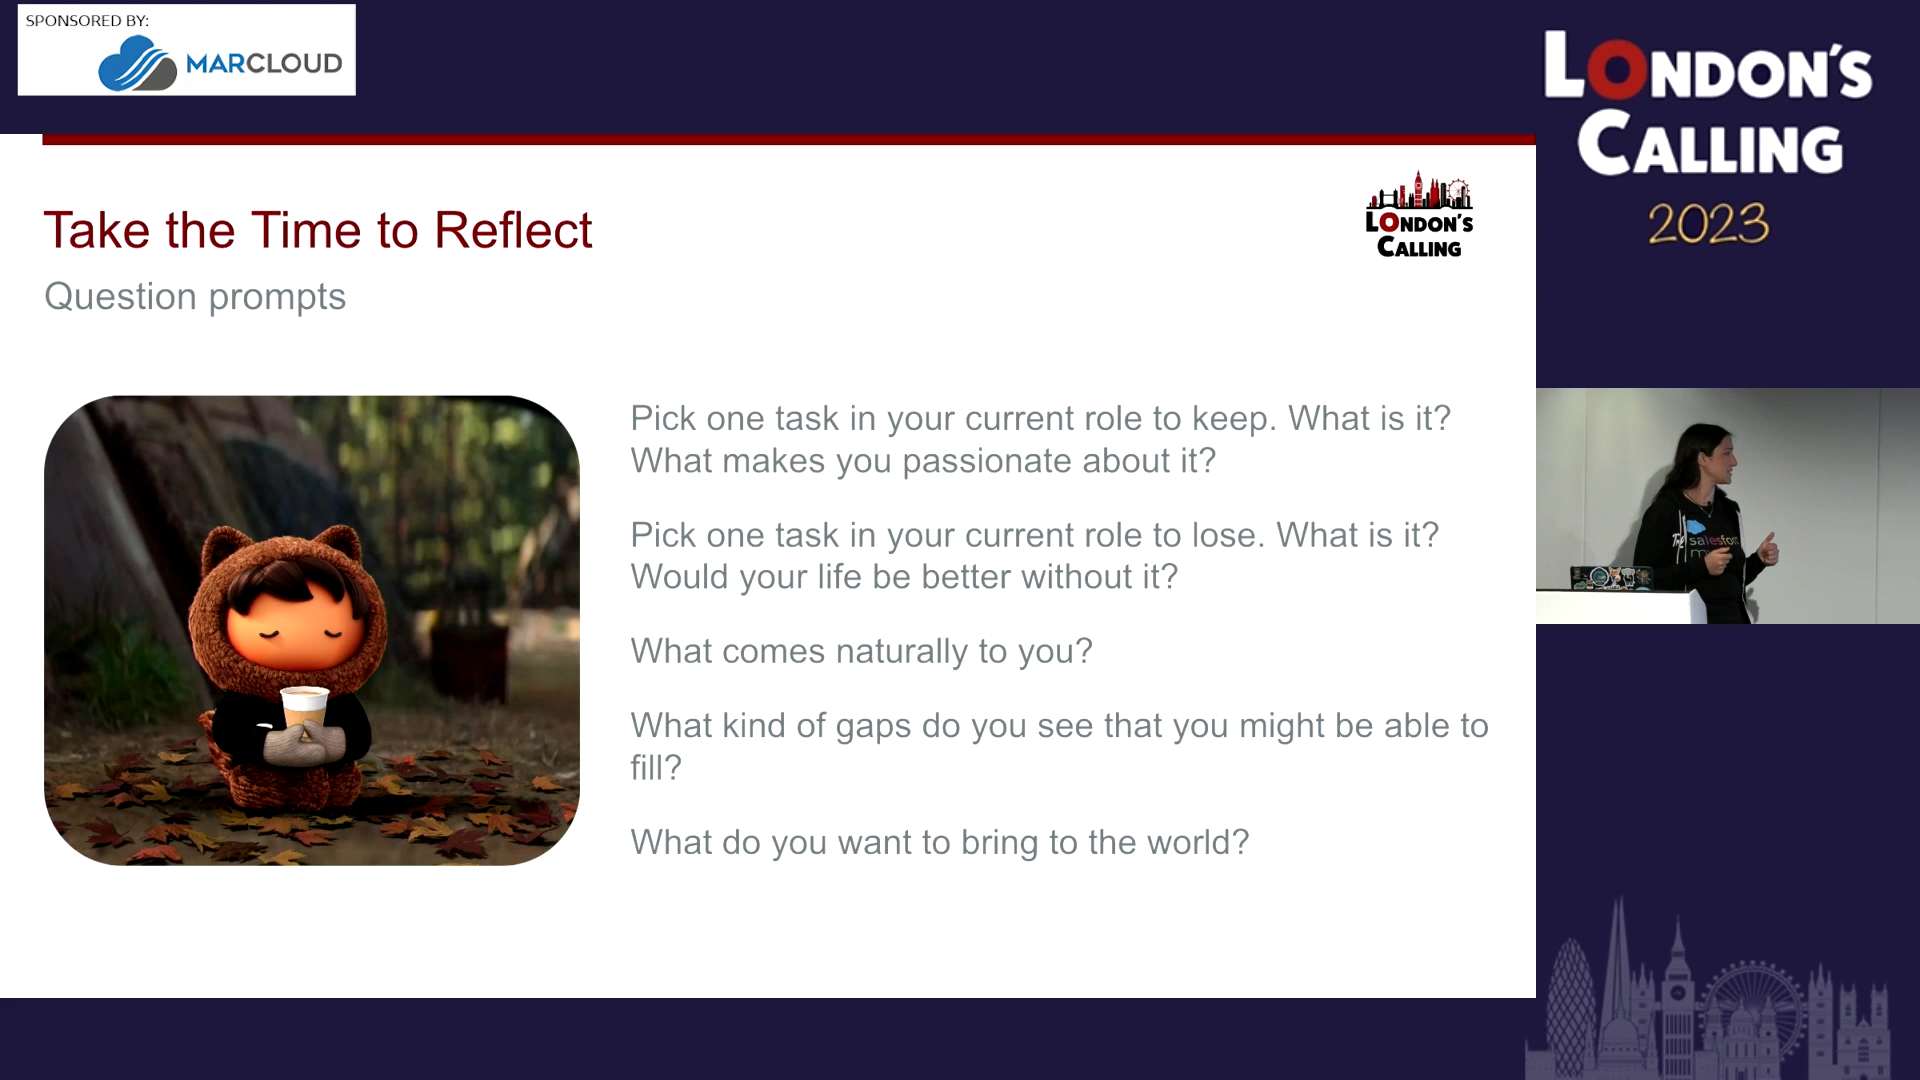 SPONSORED BY:
MARCLOUD
LONDON'S
CALLING
2023
LONDON'S
CALLING
Take the Time to Reflect
Question prompts
Pick one task in your current role to keep. What is it?
What makes you passionate about it?
Pick one task in your current role to lose. What is it?
Would your life be better without it?
What comes naturally to you?
What kind of gaps do you see that you might be able to
fill?
What do you want to bring to the world?